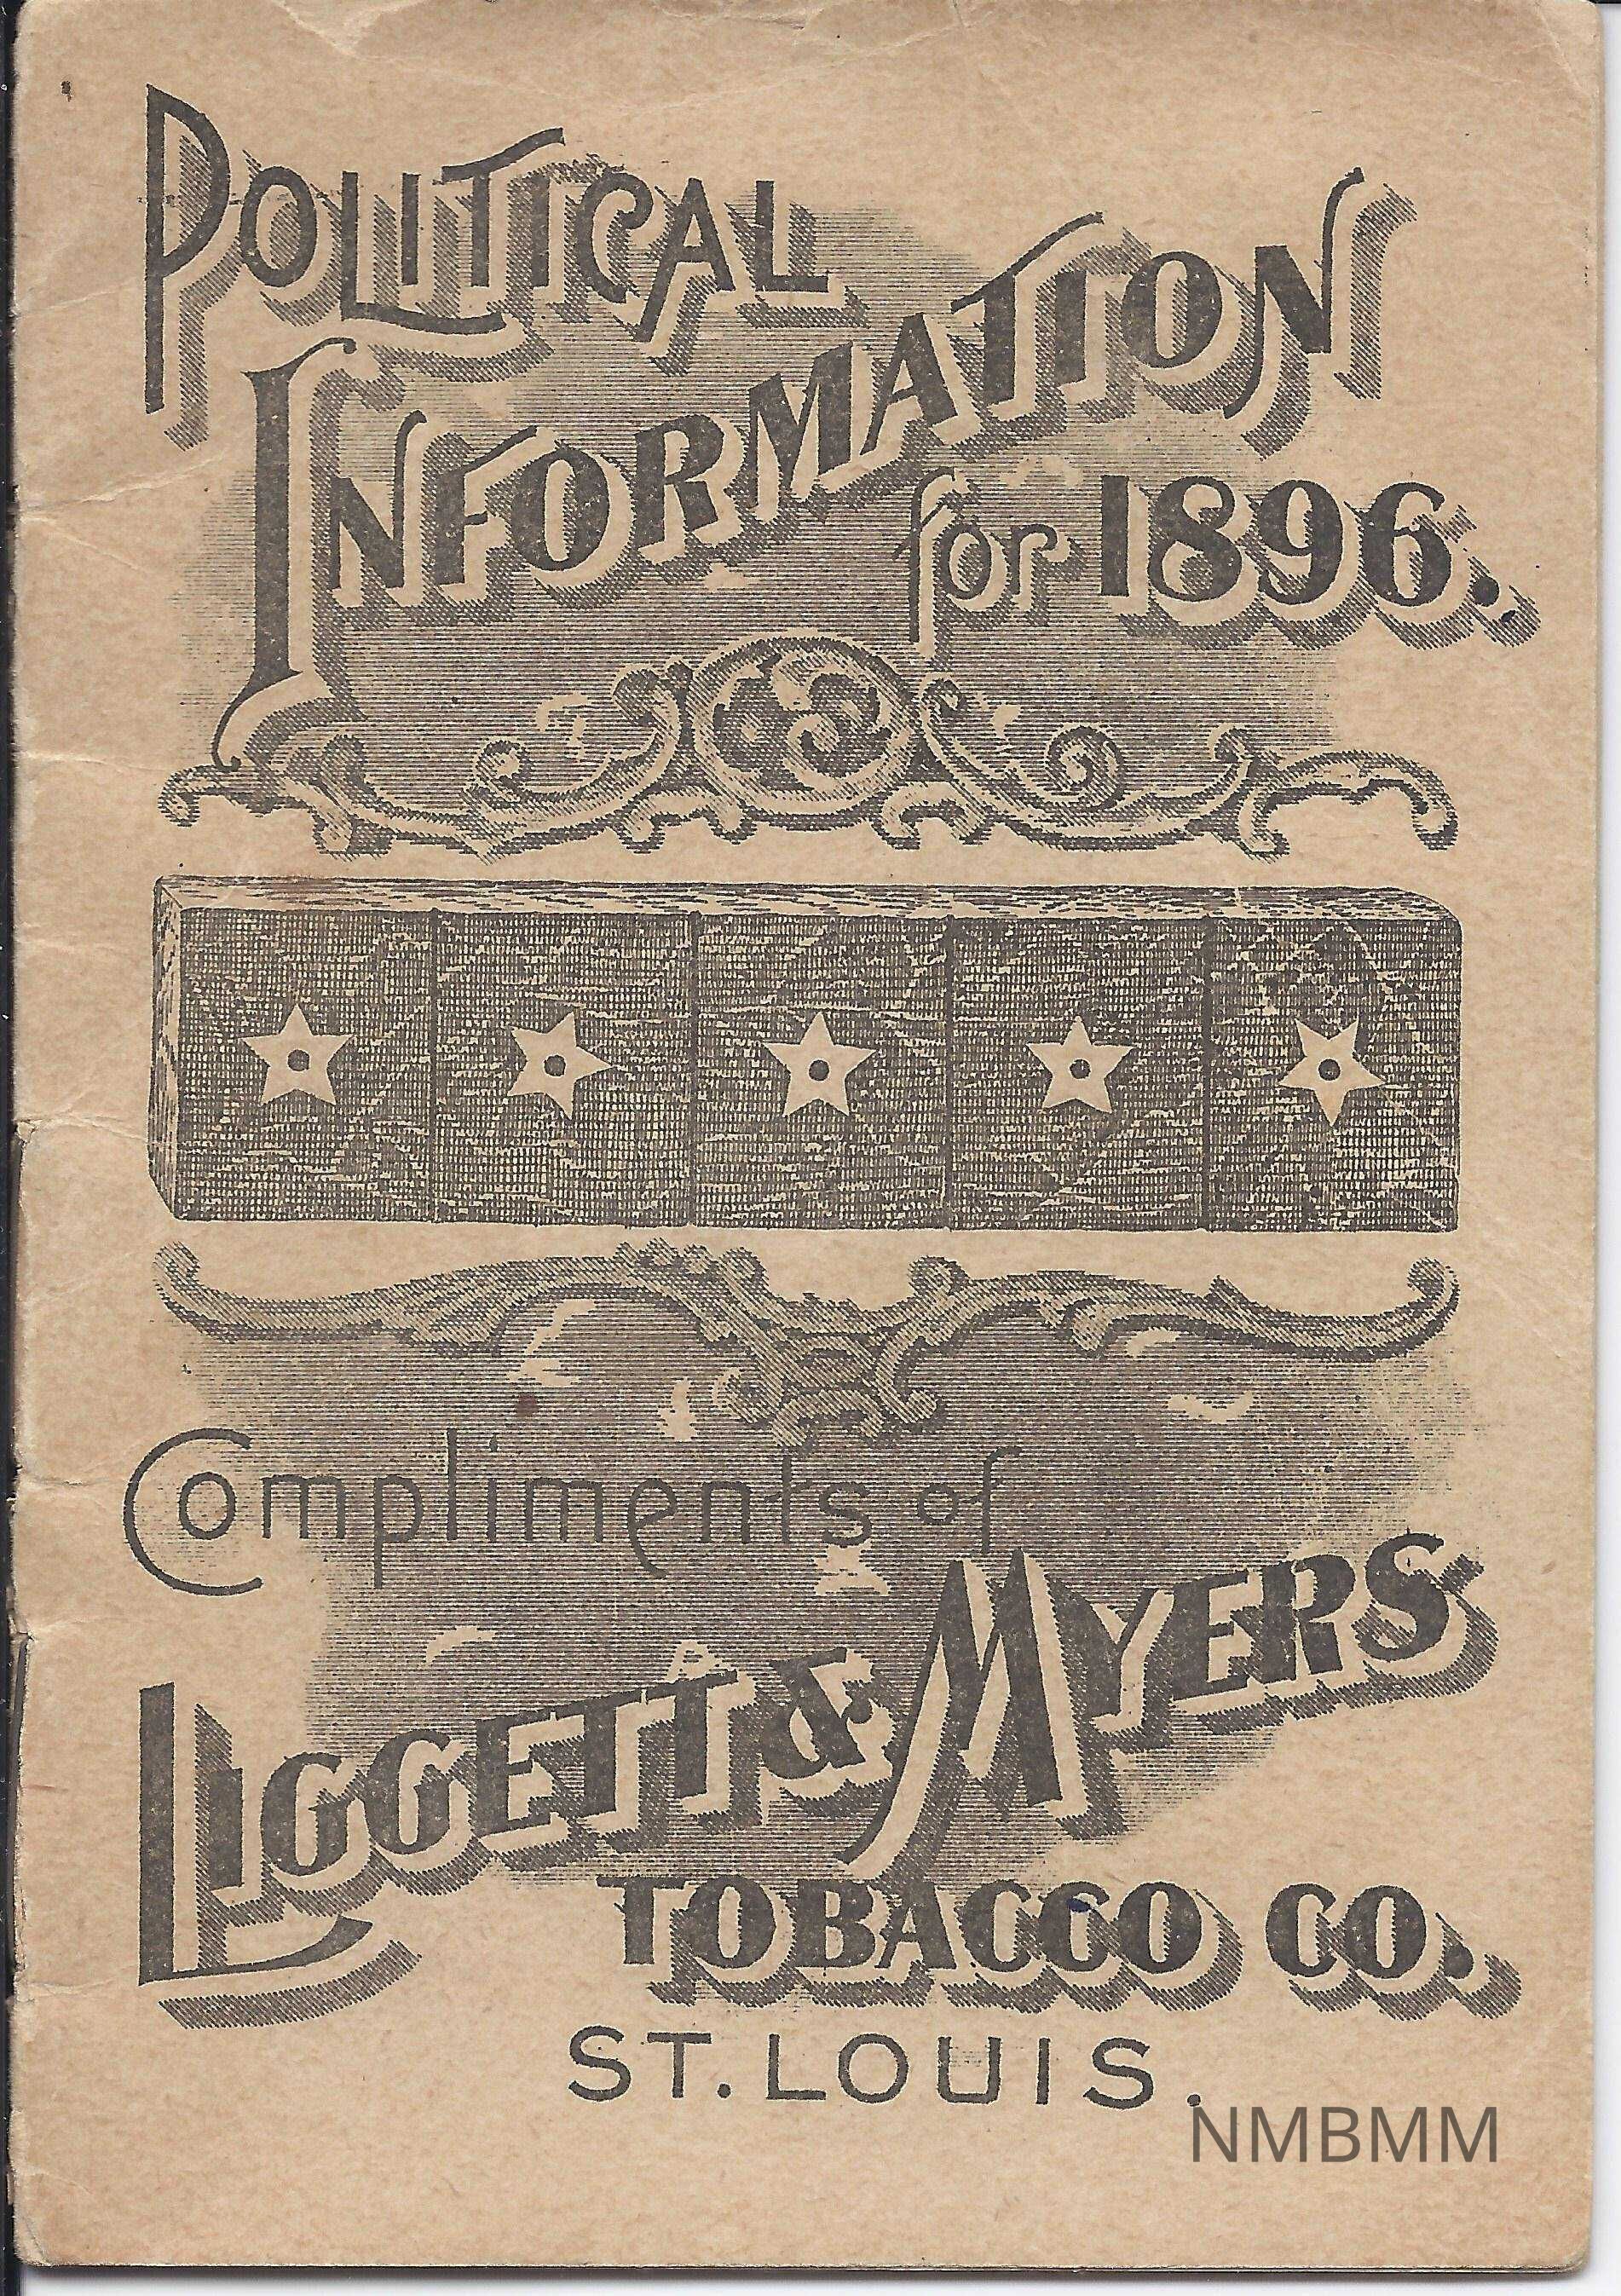 POLITICAL
INFORMATION
for 1896.
Compliments of
LIGGETT & MYERS
TOBACCO CO.
ST. LOUIS.
NMBMM